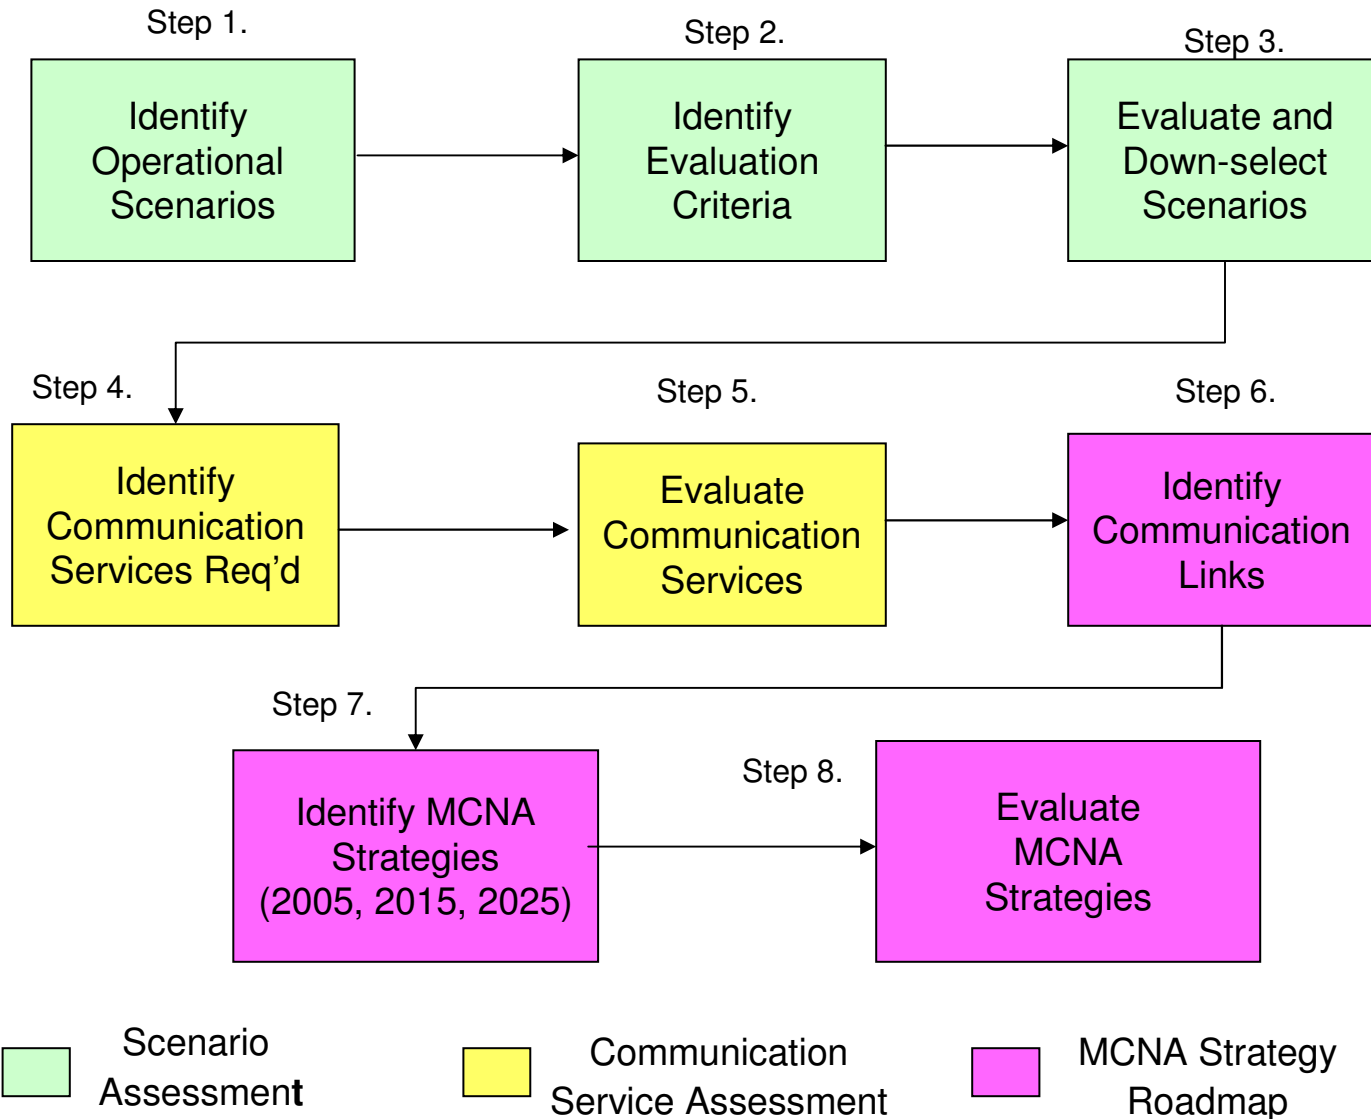 Step 1.
Step 2.
Step 3.
Identify
Operational
Scenarios
Identify
Evaluation
Criteria
Evaluate and
Down-select
Scenarios
Step 4.
Step 5.
Step 6.
Identify
Communication
Services Req’d
Evaluate
Communication
Services
Identify
Communication
Links
Step 7.
Step 8.
Identify MCNA
Strategies
(2005, 2015, 2025)
Evaluate
MCNA
Strategies
Scenario
Assessment
Communication
Service Assessment
MCNA Strategy
Roadmap